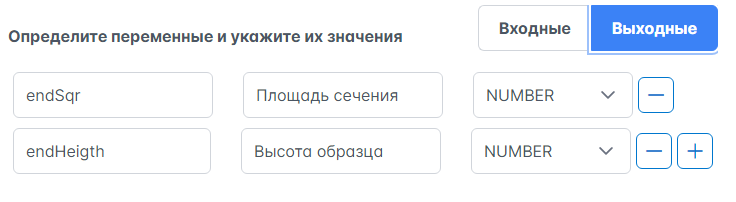 Определите переменные и укажите их значения Входные Выходные
endSqr Площадь сечения NUMBER
endHeigth Высота образца NUMBER